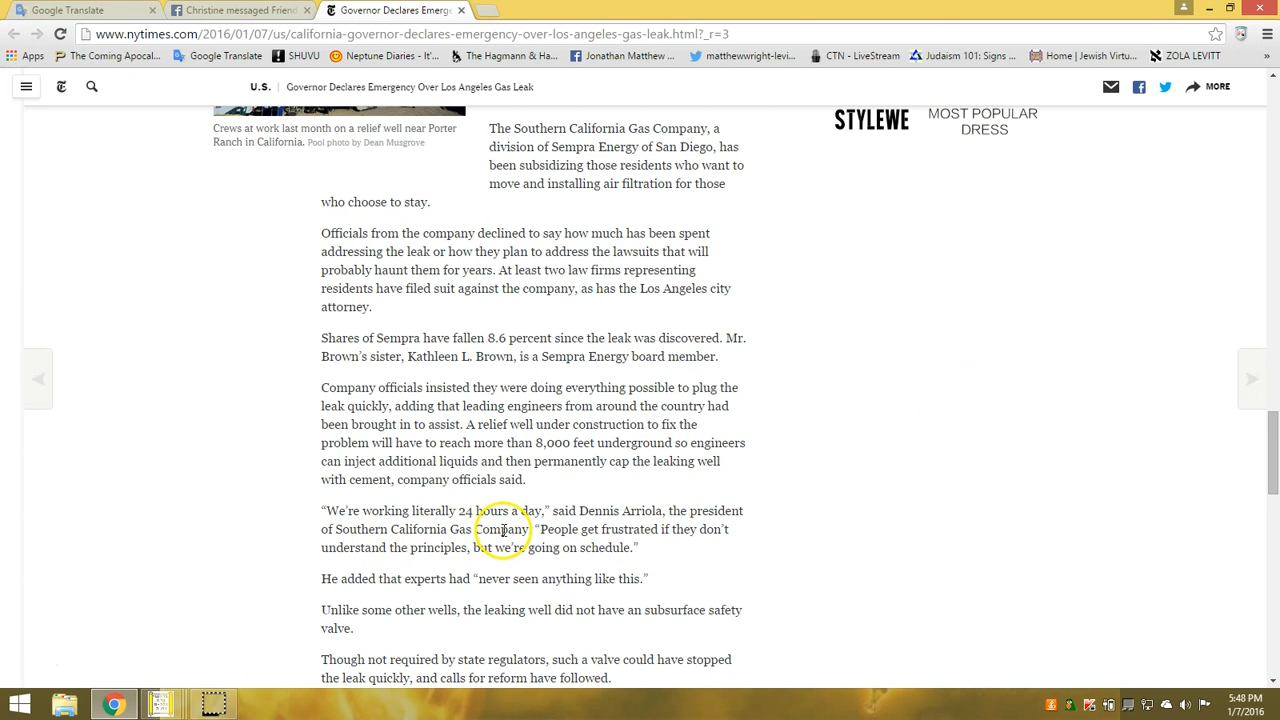 Google Translate
Christine messaged Friend
Governor Declares Emerge
www.nytimes.com/2016/01/07/us/california-governor-declares-emergency-over-los-angeles-gas-leak.html?_r=3
Apps
The Coming Apocal...
Google Translate
SHUVU
Neptune Diaries - It'...
The Hagmann & Ha...
Jonathan Matthew ...
matthewwright-levi...
CTN - LiveStream
Judaism 101: Signs ...
Home | Jewish Virtu...
ZOLA LEVITT
U.S. Governor Declares Emergency Over Los Angeles Gas Leak
MORE
Crews at work last month on a relief well near Porter
Ranch in California. Pool photo by Dean Musgrove
STYLEWE
MOST POPULAR
DRESS
The Southern California Gas Company, a
division of Sempra Energy of San Diego, has
been subsidizing those residents who want to
move and installing air filtration for those
who choose to stay.
Officials from the company declined to say how much has been spent
addressing the leak or how they plan to address the lawsuits that will
probably haunt them for years. At least two law firms representing
residents have filed suit against the company, as has the Los Angeles city
attorney.
Shares of Sempra have fallen 8.6 percent since the leak was discovered. Mr.
Brown’s sister, Kathleen L. Brown, is a Sempra Energy board member.
Company officials insisted they were doing everything possible to plug the
leak quickly, adding that leading engineers from around the country had
been brought in to assist. A relief well under construction to fix the
problem will have to reach more than 8,000 feet underground so engineers
can inject additional liquids and then permanently cap the leaking well
with cement, company officials said.
“We’re working literally 24 hours a day,” said Dennis Arriola, the president
of Southern California Gas Company. “People get frustrated if they don’t
understand the principles, but we’re going on schedule.”
He added that experts had “never seen anything like this.”
Unlike some other wells, the leaking well did not have an subsurface safety
valve.
Though not required by state regulators, such a valve could have stopped
the leak quickly, and calls for reform have followed.
5:48 PM
1/7/2016